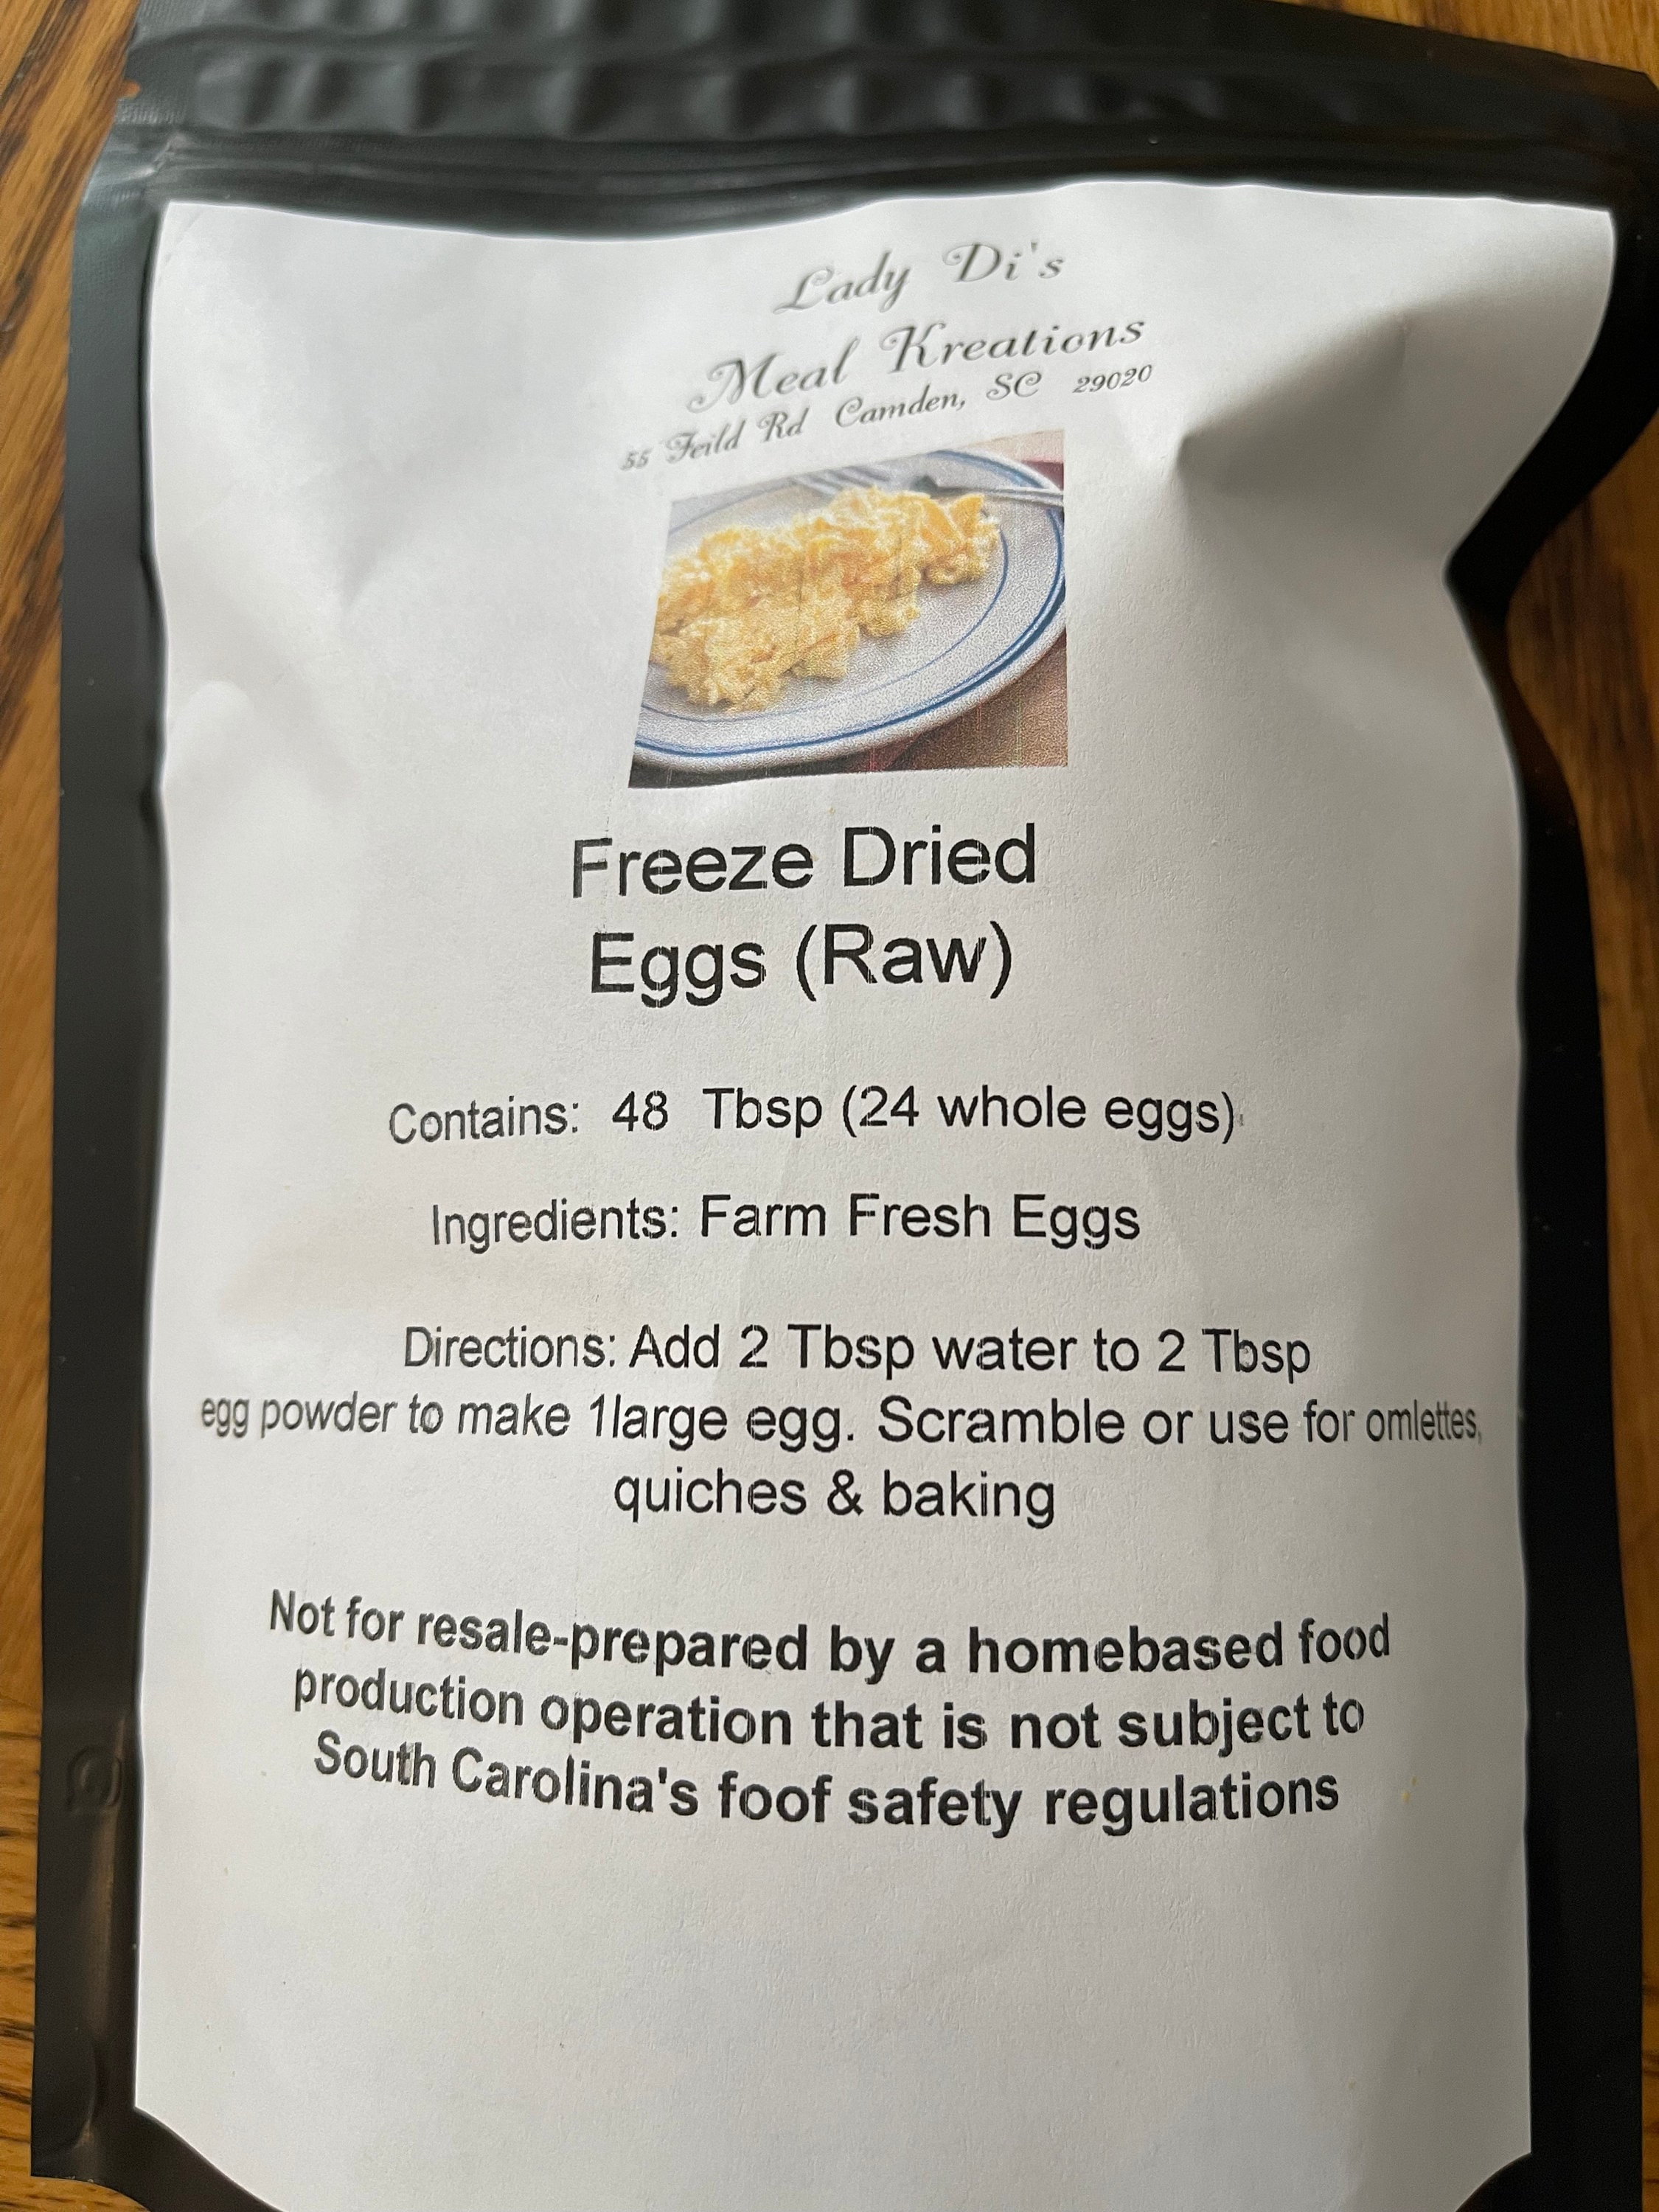 Lady Di's
Meal Kreations
55 Feild Rd Camden, SC 29020
Freeze Dried
Eggs (Raw)
Contains: 48 Tbsp (24 whole eggs)
Ingredients: Farm Fresh Eggs
Directions: Add 2 Tbsp water to 2 Tbsp
egg powder to make 1large egg. Scramble or use for omlettes,
quiches & baking
Not for resale-prepared by a homebased food
production operation that is not subject to
South Carolina's foof safety regulations